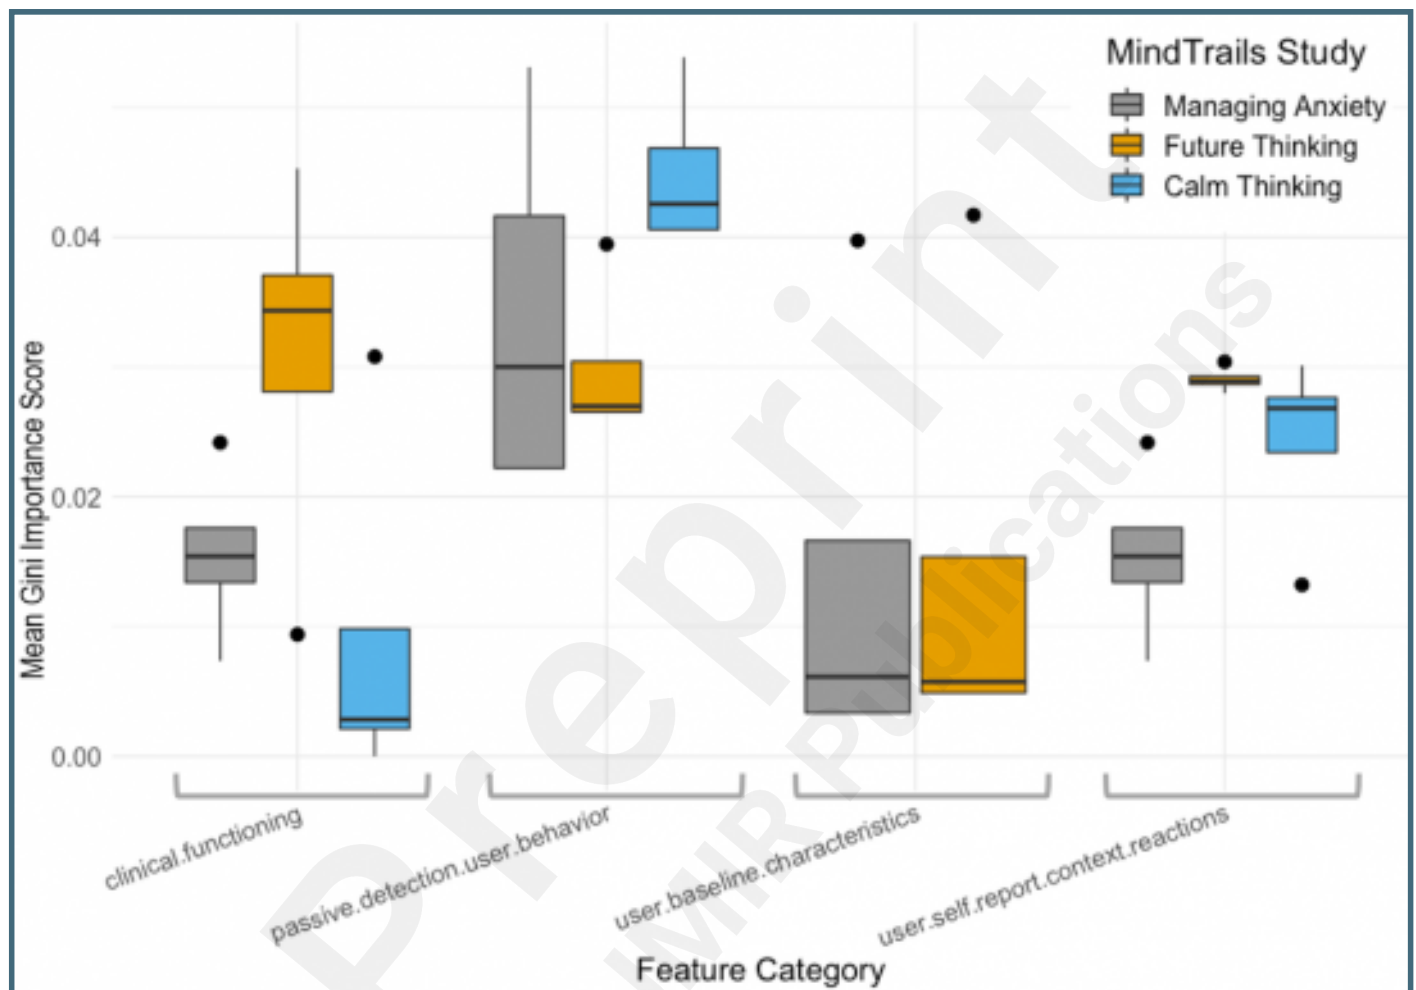 MindTrails Study
Managing Anxiety
Future Thinking
Calm Thinking
0.04
0.02
0.00
Mean Gini Importance Score
clinical.functioning
passive.detection.user.behavior
user.baseline.characteristics
user.self.report.context.reactions
Feature Category
Preprint
JMIR Publications